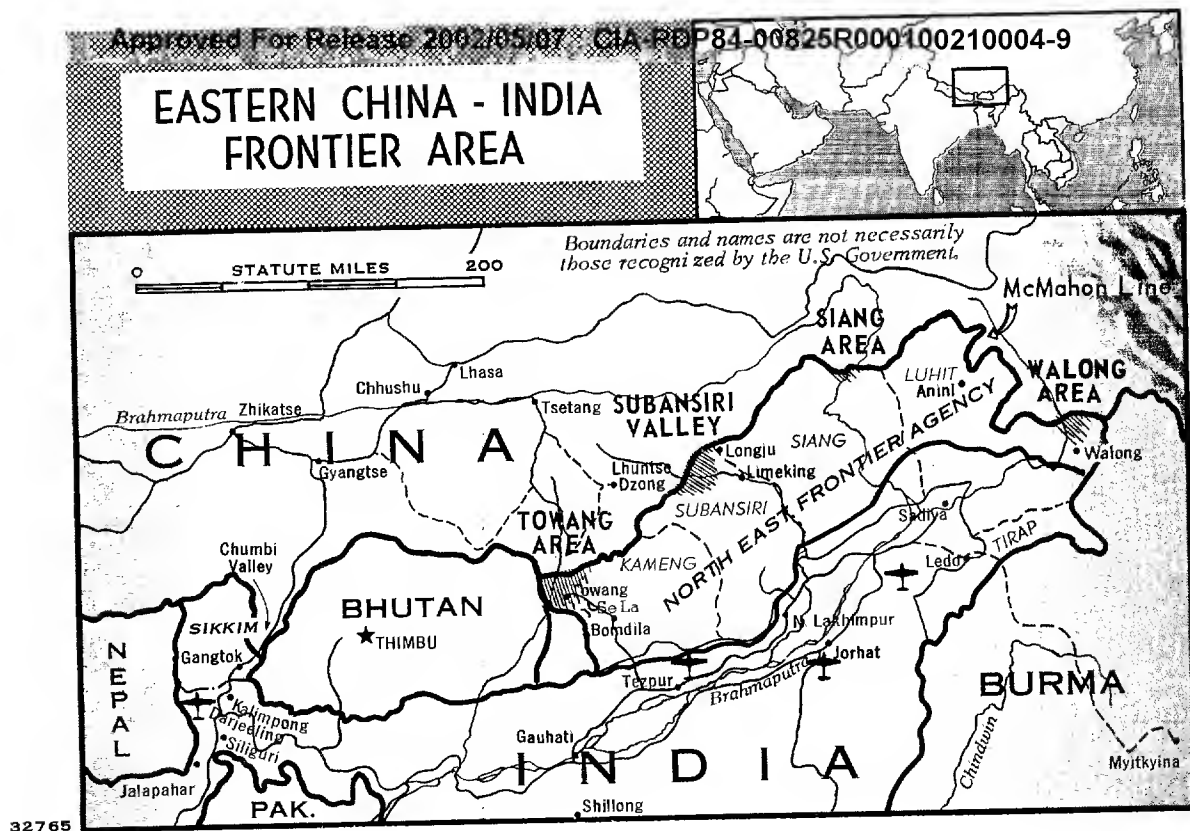 Approved For Release 2002/05/07 : CIA-RDP84-00825R000100210004-9
EASTERN CHINA - INDIA
FRONTIER AREA
Boundaries and names are not necessarily
those recognized by the U.S. Government.
0 STATUTE MILES 200
McMahon Line
SIANG
AREA
LUHIT
Aninl
WALONG
AREA
Lhasa
Chhushu
Brahmaputra
Zhikatse
Tsetang
SUBANSIRI
VALLEY
CHINA
Gyangtse
Longju
SIANG
Walong
Lhuntse
Dzong
Limeking
SUBANSIRI
NORTH EAST FRONTIER AGENCY
Sadiya
TOWANG
AREA
TIRAP
Ledo
Chumbi
Valley
KAMENG
Towang
Se La
Bomdila
BHUTAN
THIMBU
SIKKIM
Gangtok
N. Lakhimpur
Jorhat
NEPAL
Tezpur
Brahmaputra
BURMA
Kalimpong
Darjeeling
Siliguri
Gauhati
INDIA
Chindwin
Myitkyina
Jalapahar
PAK.
Shillong
32765